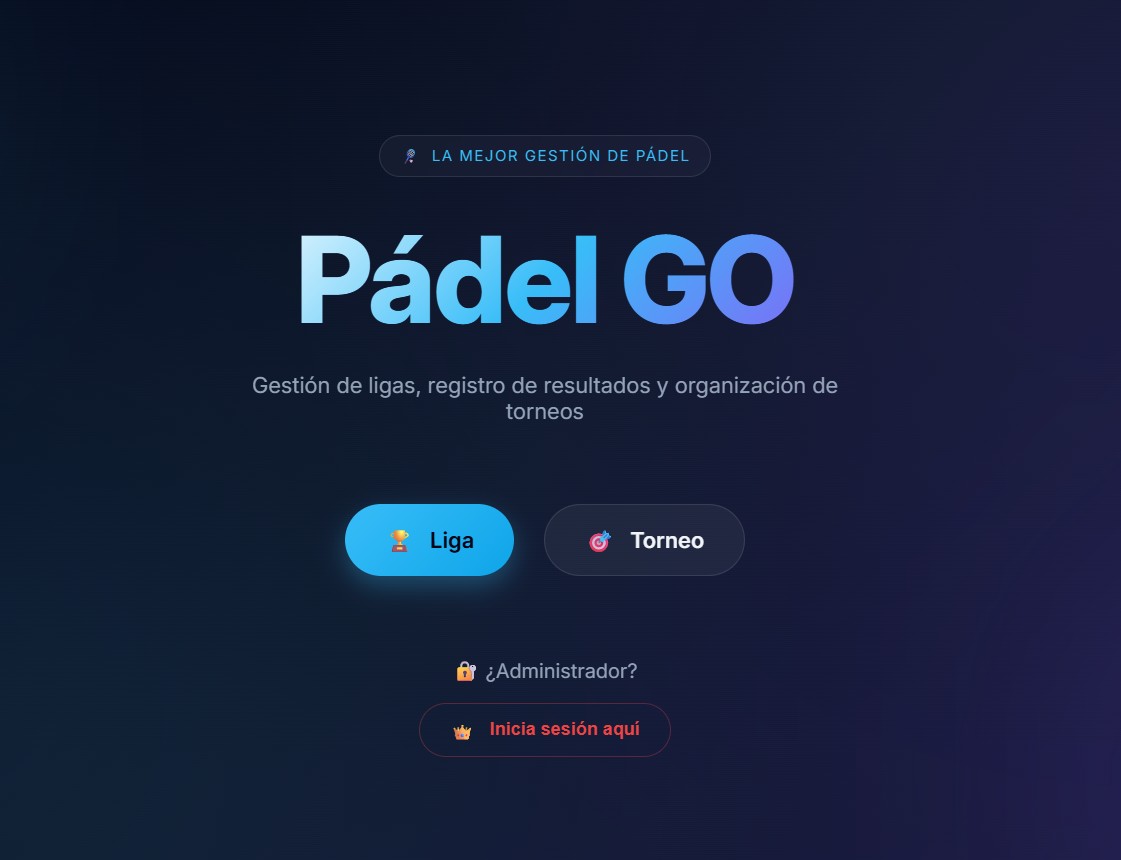 LA MEJOR GESTIÓN DE PÁDEL
Pádel GO
Gestión de ligas, registro de resultados y organización de
torneos
Liga
Torneo
¿Administrador?
Inicia sesión aquí